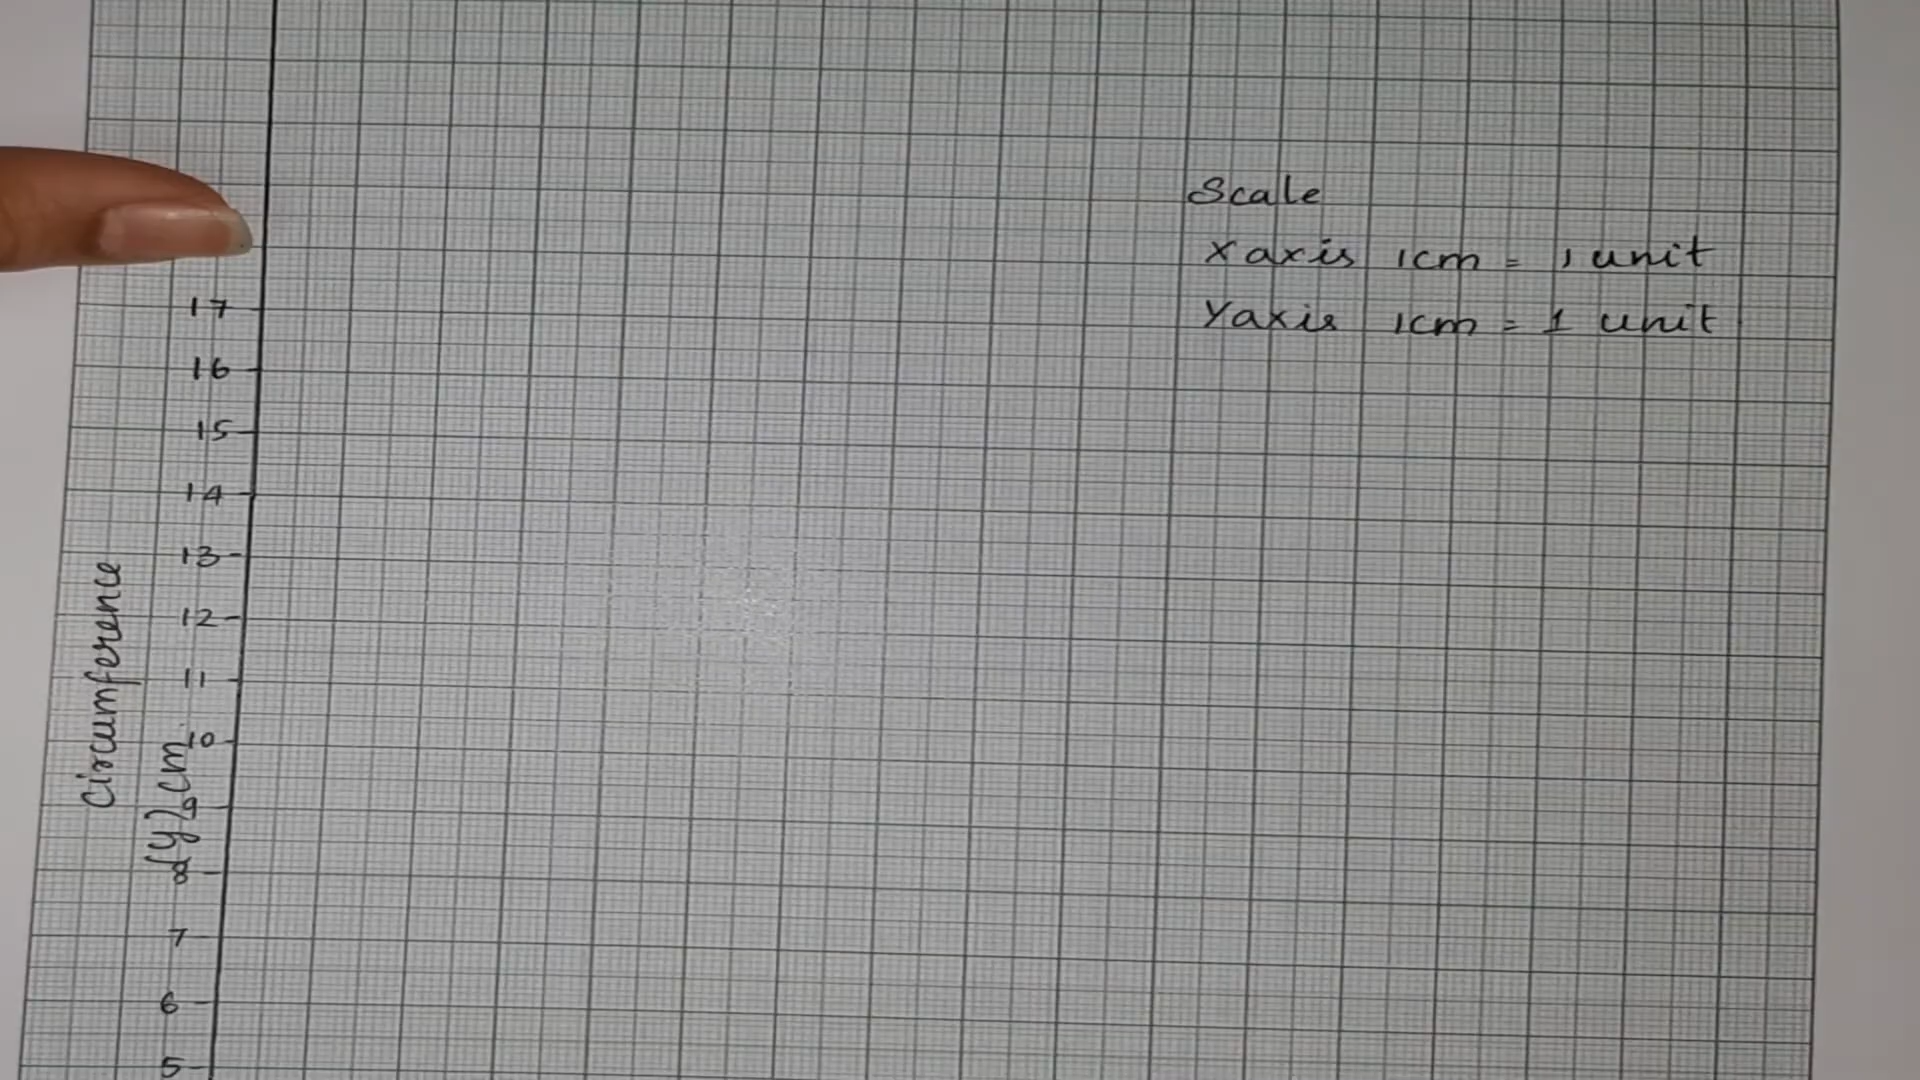 Scale
X axis 1cm = 1 unit
Y axis 1cm = 1 unit
17
16
15
14
13
12
11
10
9
8
7
6
5
Circumference
(y) cm